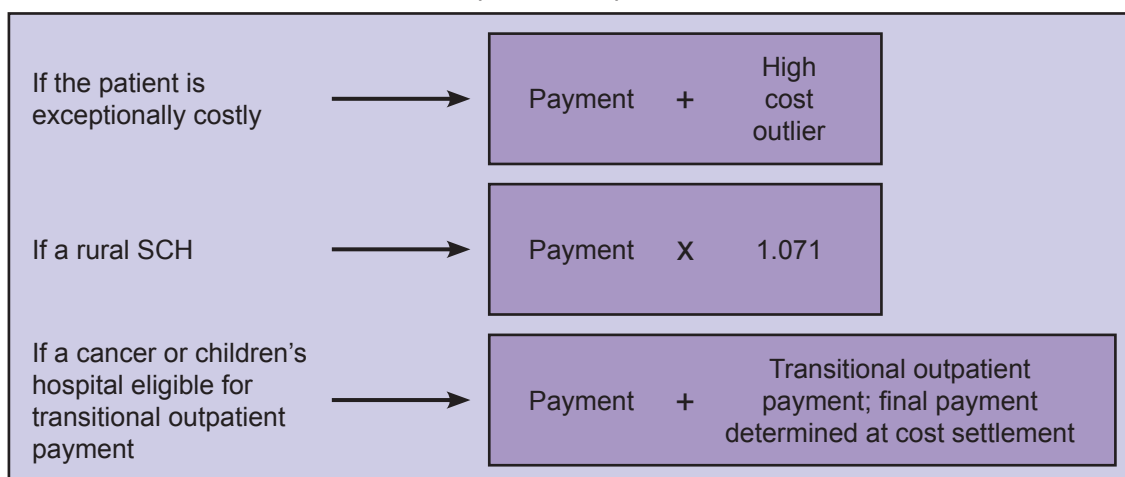 If the patient is
exceptionally costly
Payment + High
cost
outlier
If a rural SCH
Payment x 1.071
If a cancer or children's
hospital eligible for
transitional outpatient
payment
Payment + Transitional outpatient
payment; final payment
determined at cost settlement